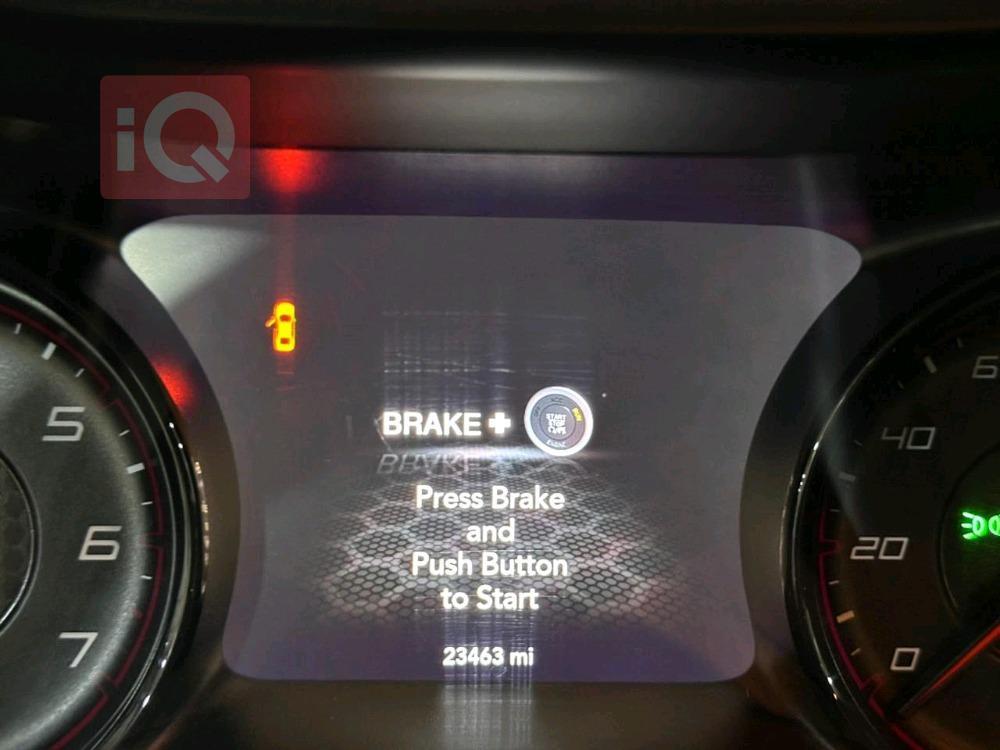 iQ
BRAKE +
START
STOP
Press Brake
and
Push Button
to Start
23463 mi
5
6
7
6
40
20
0